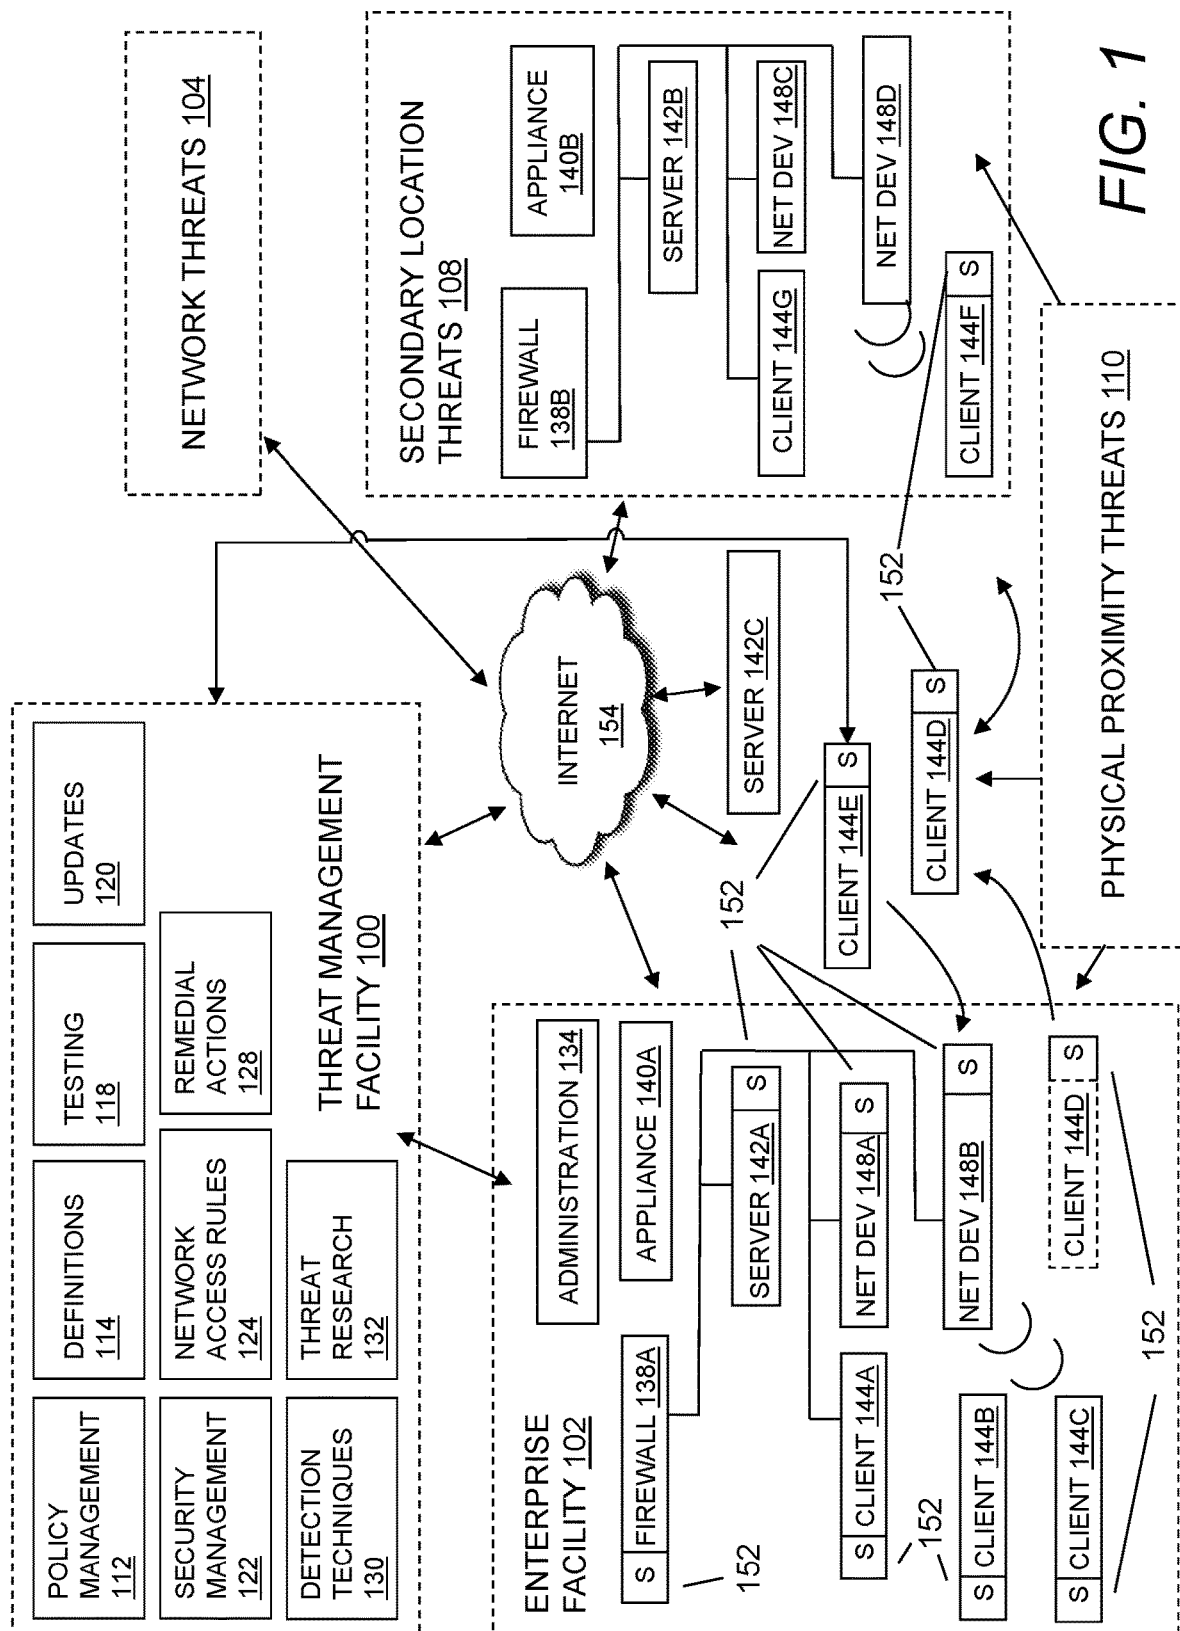 POLICY
MANAGEMENT
112
DEFINITIONS
114
TESTING
118
UPDATES
120
SECURITY
MANAGEMENT
122
NETWORK
ACCESS RULES
124
REMEDIAL
ACTIONS
128
DETECTION
TECHNIQUES
130
THREAT
RESEARCH
132
THREAT MANAGEMENT
FACILITY 100
NETWORK THREATS 104
INTERNET
154
ENTERPRISE
FACILITY 102
ADMINISTRATION 134
S FIREWALL 138A
APPLIANCE 140A
152
SERVER 142A S
152
S CLIENT 144A
NET DEV 148A S
152
S CLIENT 144B
NET DEV 148B S
S CLIENT 144C
CLIENT 144D S
152
SERVER 142C
CLIENT 144E S
CLIENT 144D S
152
SECONDARY LOCATION
THREATS 108
FIREWALL
138B
APPLIANCE
140B
SERVER 142B
CLIENT 144G
NET DEV 148C
NET DEV 148D
CLIENT 144F S
PHYSICAL PROXIMITY THREATS 110
FIG. 1